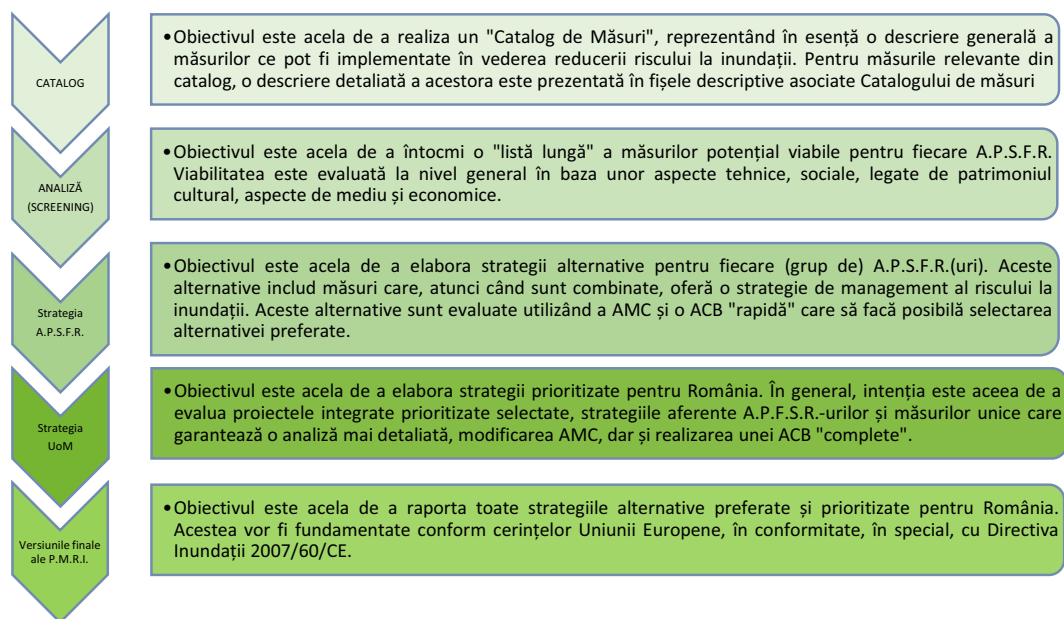 CATALOG
•Obiectivul este acela de a realiza un "Catalog de Măsuri", reprezentând în esență o descriere generală a
măsurilor ce pot fi implementate în vederea reducerii riscului la inundații. Pentru măsurile relevante din
catalog, o descriere detaliată a acestora este prezentată în fișele descriptive asociate Catalogului de măsuri
ANALIZĂ
(SCREENING)
•Obiectivul este acela de a întocmi o "listă lungă" a măsurilor potențial viabile pentru fiecare A.P.S.F.R.
Viabilitatea este evaluată la nivel general în baza unor aspecte tehnice, sociale, legate de patrimoniul
cultural, aspecte de mediu și economice.
Strategia
A.P.S.F.R.
•Obiectivul este acela de a elabora strategii alternative pentru fiecare (grup de) A.P.S.F.R.(uri). Aceste
alternative includ măsuri care, atunci când sunt combinate, oferă o strategie de management al riscului la
inundații. Aceste alternative sunt evaluate utilizând a AMC și o ACB "rapidă" care să facă posibilă selectarea
alternativei preferate.
Strategia
UoM
•Obiectivul este acela de a elabora strategii prioritizate pentru România. În general, intenția este aceea de a
evalua proiectele integrate prioritizate selectate, strategiile aferente A.P.F.S.R.-urilor și măsurilor unice care
garantează o analiză mai detaliată, modificarea AMC, dar și realizarea unei ACB "complete".
Versiunile finale
ale P.M.R.I.
•Obiectivul este acela de a raporta toate strategiile alternative preferate și prioritizate pentru România.
Acestea vor fi fundamentate conform cerințelor Uniunii Europene, în conformitate, în special, cu Directiva
Inundații 2007/60/CE.